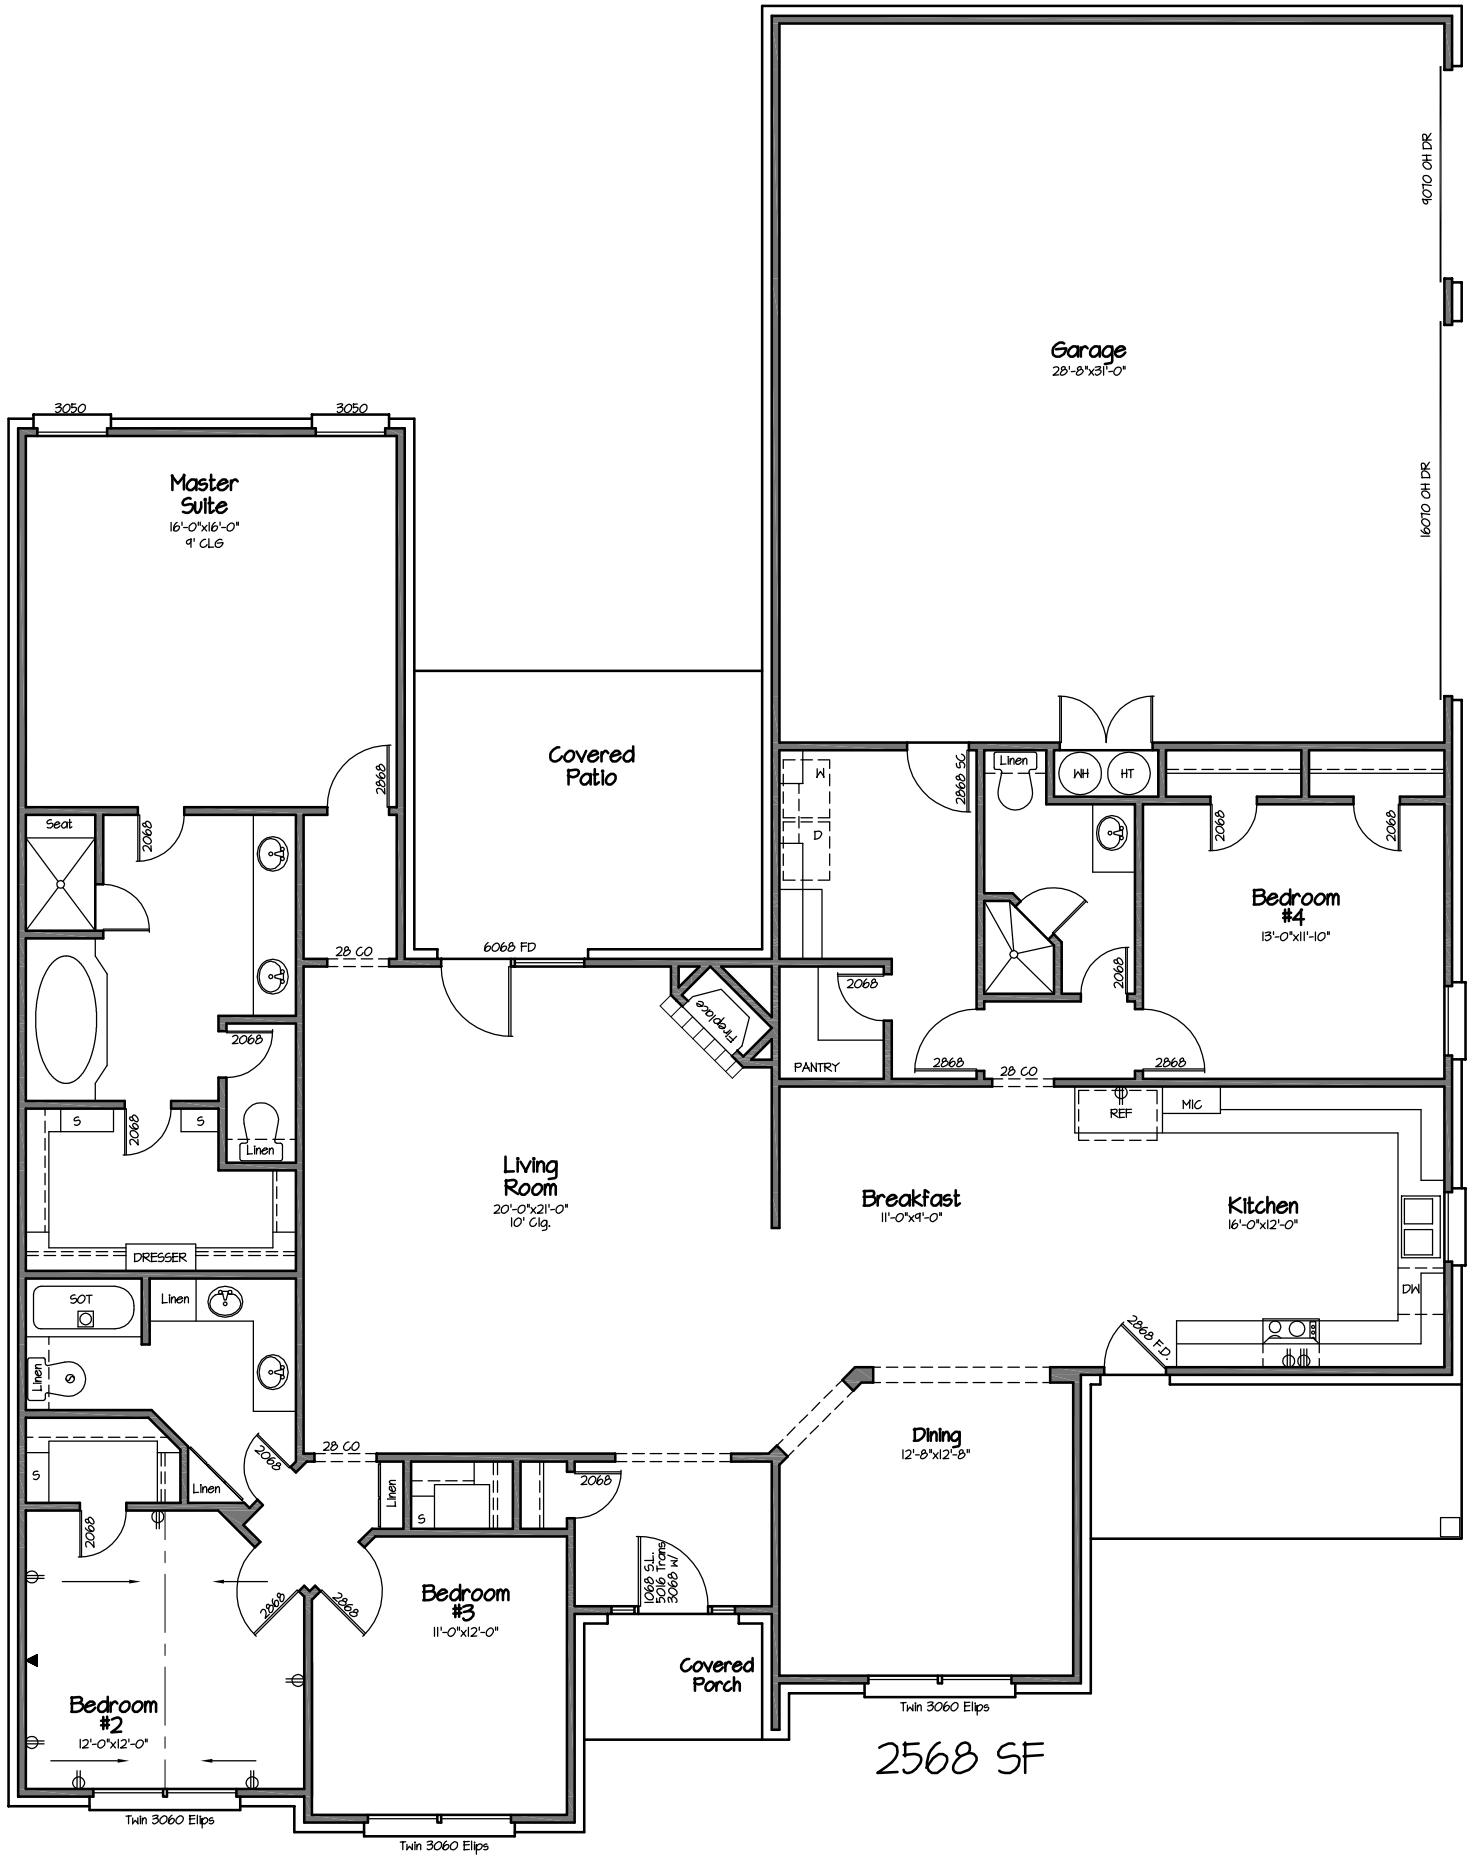 9070 OH DR
Garage
28'-8"x31'-0"
16070 OH DR
3050
3050
Master
Suite
16'-0"x16'-0"
9' CLG
2868
Covered
Patio
W
D
2868 SC
Linen
WH
HT
2068
2068
Seat
2068
Bedroom
#4
13'-0"x11'-10"
28 CO
6068 FD
2068
2068
Fireplace
2068
PANTRY
2868
28 CO
2868
S
2068
S
Linen
REF
MIC
Living
Room
20'-0"x21'-0"
10' Clg.
Breakfast
11'-0"x9'-0"
Kitchen
16'-0"x12'-0"
DRESSER
SOT
Linen
DW
2868 F.D.
Linen
Dining
12'-8"x12'-8"
28 CO
2068
S
Linen
Linen
S
2068
2068
1068 S.L.
5016 Trans
3068 W/
2868
2868
Bedroom
#3
11'-0"x12'-0"
Covered
Porch
Bedroom
#2
12'-0"x12'-0"
Twin 3060 Elips
2568 SF
Twin 3060 Elips
Twin 3060 Elips